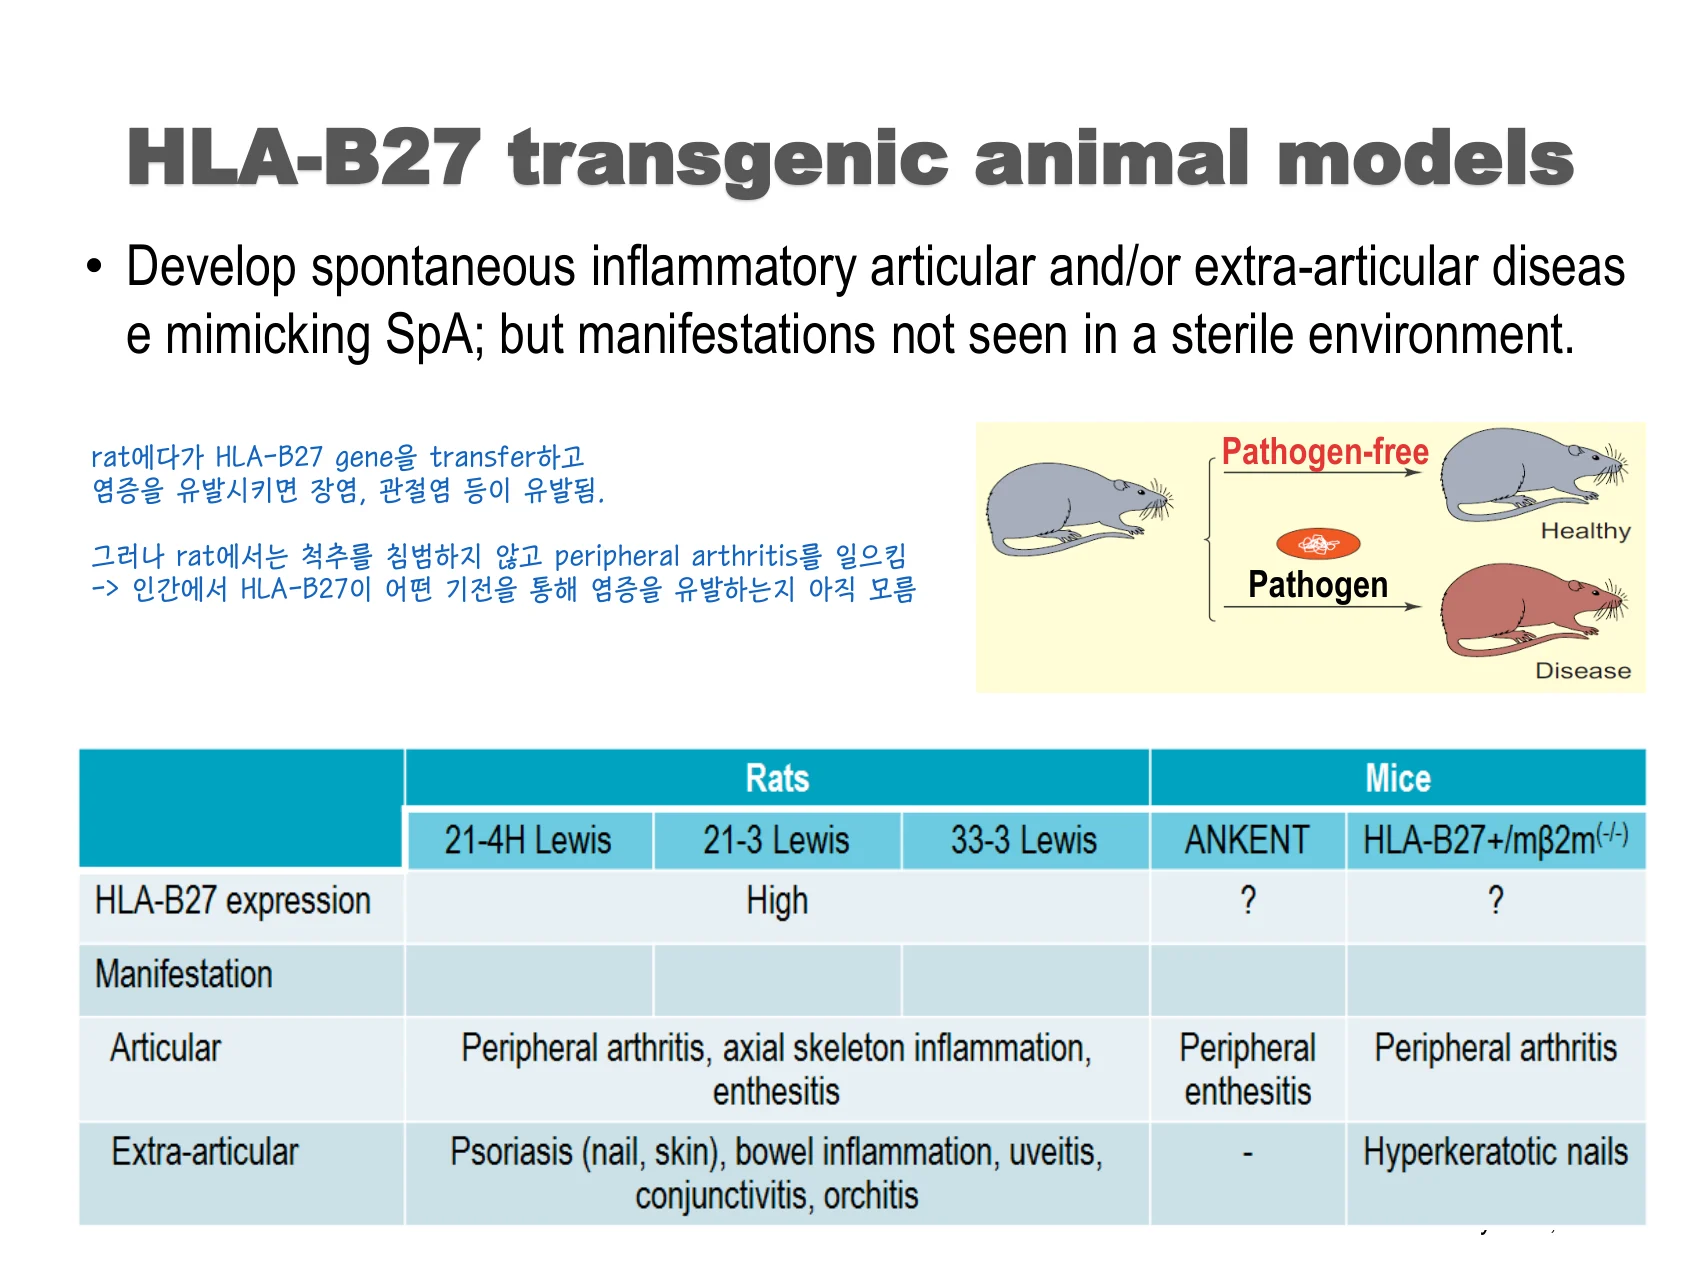 HLA-B27 transgenic animal models
• Develop spontaneous inflammatory articular and/or extra-articular diseas
e mimicking SpA; but manifestations not seen in a sterile environment.
rat에다가 HLA-B27 gene을 transfer하고
염증을 유발시키면 장염, 관절염 등이 유발됨.
그러나 rat에서는 척추를 침범하지 않고 peripheral arthritis를 일으킴
-> 인간에서 HLA-B27이 어떤 기전을 통해 염증을 유발하는지 아직 모름
Pathogen-free
Healthy
Pathogen
Disease
Rats Mice
21-4H Lewis 21-3 Lewis 33-3 Lewis ANKENT HLA-B27+/mβ2m(-/-)
HLA-B27 expression High ? ?
Manifestation
Articular Peripheral arthritis, axial skeleton inflammation, Peripheral Peripheral arthritis
enthesitis enthesitis
Extra-articular Psoriasis (nail, skin), bowel inflammation, uveitis, - Hyperkeratotic nails
conjunctivitis, orchitis